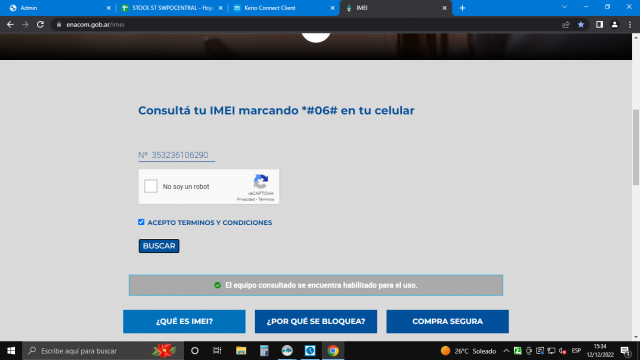 Admin
STOCK ST SWPOCENTRAL - Hoja
Kerio Connect Client
IMEI
enacom.gob.ar/imei
Consultá tu IMEI marcando *#06# en tu celular
Nº 353236106290
No soy un robot
reCAPTCHA
Privacidad - Términos
ACEPTO TERMINOS Y CONDICIONES
BUSCAR
El equipo consultado se encuentra habilitado para el uso.
¿QUÉ ES IMEI?
¿POR QUÉ SE BLOQUEA?
COMPRA SEGURA
Escribe aquí para buscar
26°C Soleado
ESP
15:34
12/12/2022